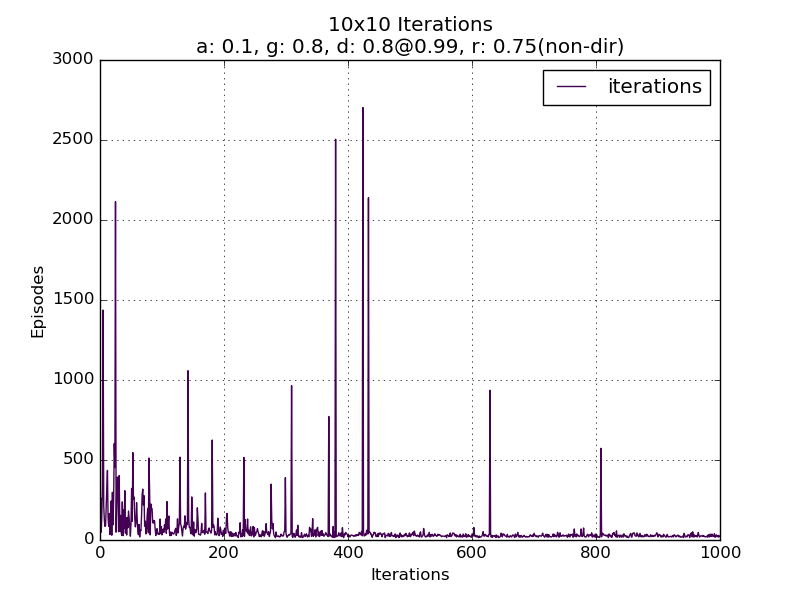 10x10 Iterations
a: 0.1, g: 0.8, d: 0.8@0.99, r: 0.75(non-dir)
iterations
3000
2500
2000
1500
1000
500
0
Episodes
0 200 400 600 800 1000
Iterations